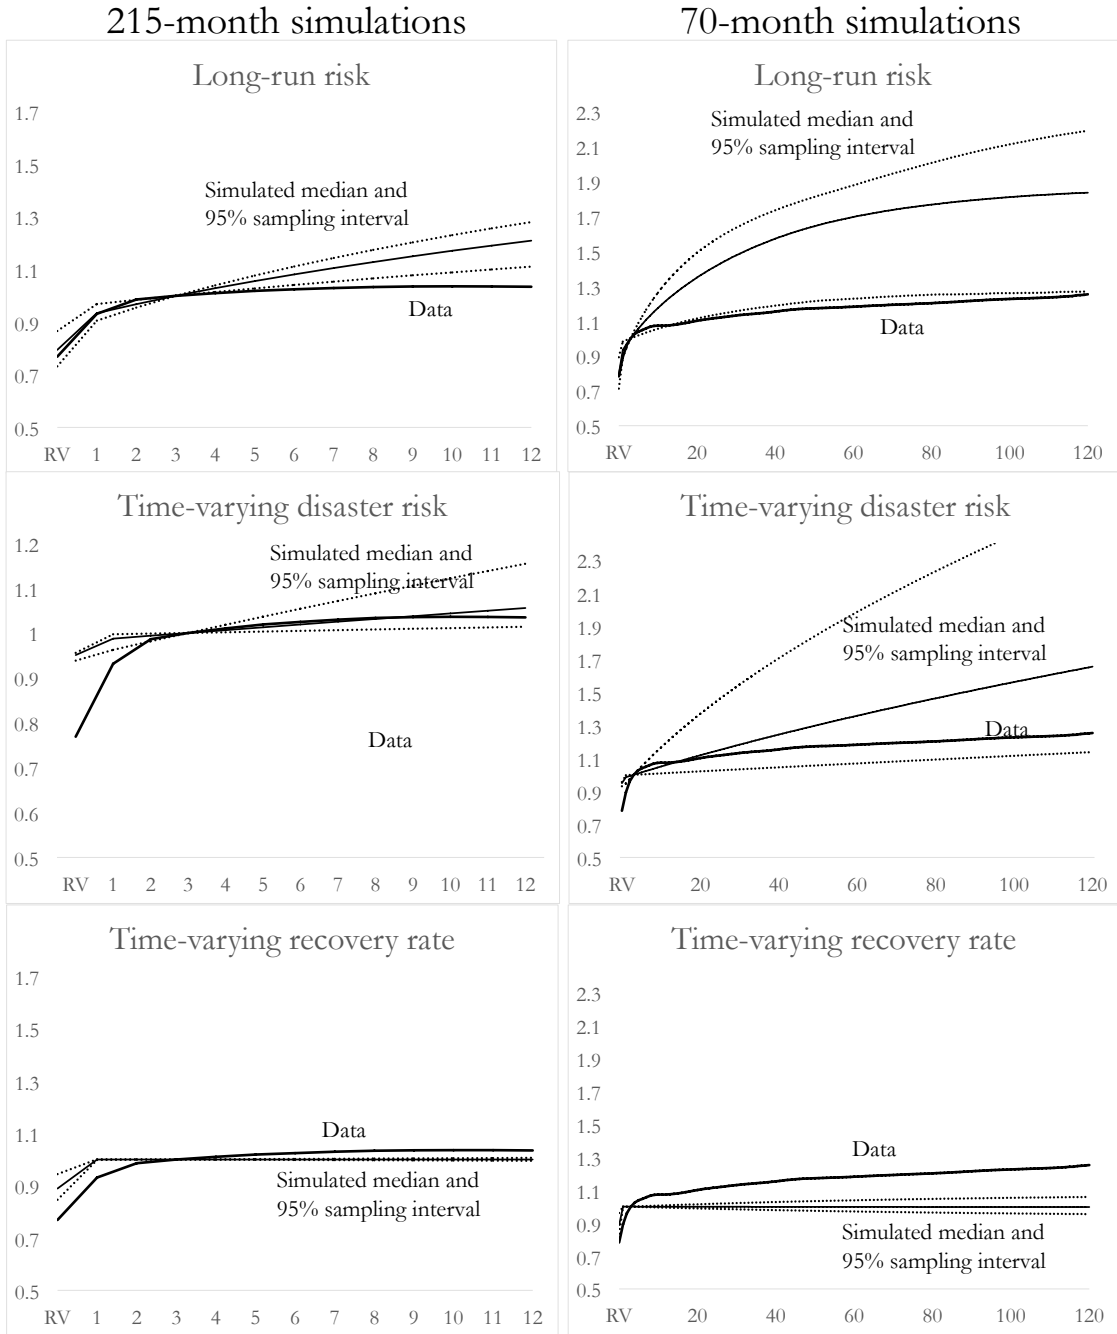 215-month simulations
70-month simulations
Long-run risk
1.7
1.5
1.3
1.1
0.9
0.7
0.5
Simulated median and
95% sampling interval
Data
RV 1 2 3 4 5 6 7 8 9 10 11 12
Long-run risk
2.3
2.1
1.9
1.7
1.5
1.3
1.1
0.9
0.7
0.5
Simulated median and
95% sampling interval
Data
RV 20 40 60 80 100 120
Time-varying disaster risk
1.2
1.1
1
0.9
0.8
0.7
0.6
0.5
Simulated median and
95% sampling interval
Data
RV 1 2 3 4 5 6 7 8 9 10 11 12
Time-varying disaster risk
2.3
2.1
1.9
1.7
1.5
1.3
1.1
0.9
0.7
0.5
Simulated median and
95% sampling interval
Data
RV 20 40 60 80 100 120
Time-varying recovery rate
1.7
1.5
1.3
1.1
0.9
0.7
0.5
Data
Simulated median and
95% sampling interval
RV 1 2 3 4 5 6 7 8 9 10 11 12
Time-varying recovery rate
2.3
2.1
1.9
1.7
1.5
1.3
1.1
0.9
0.7
0.5
Data
Simulated median and
95% sampling interval
RV 20 40 60 80 100 120